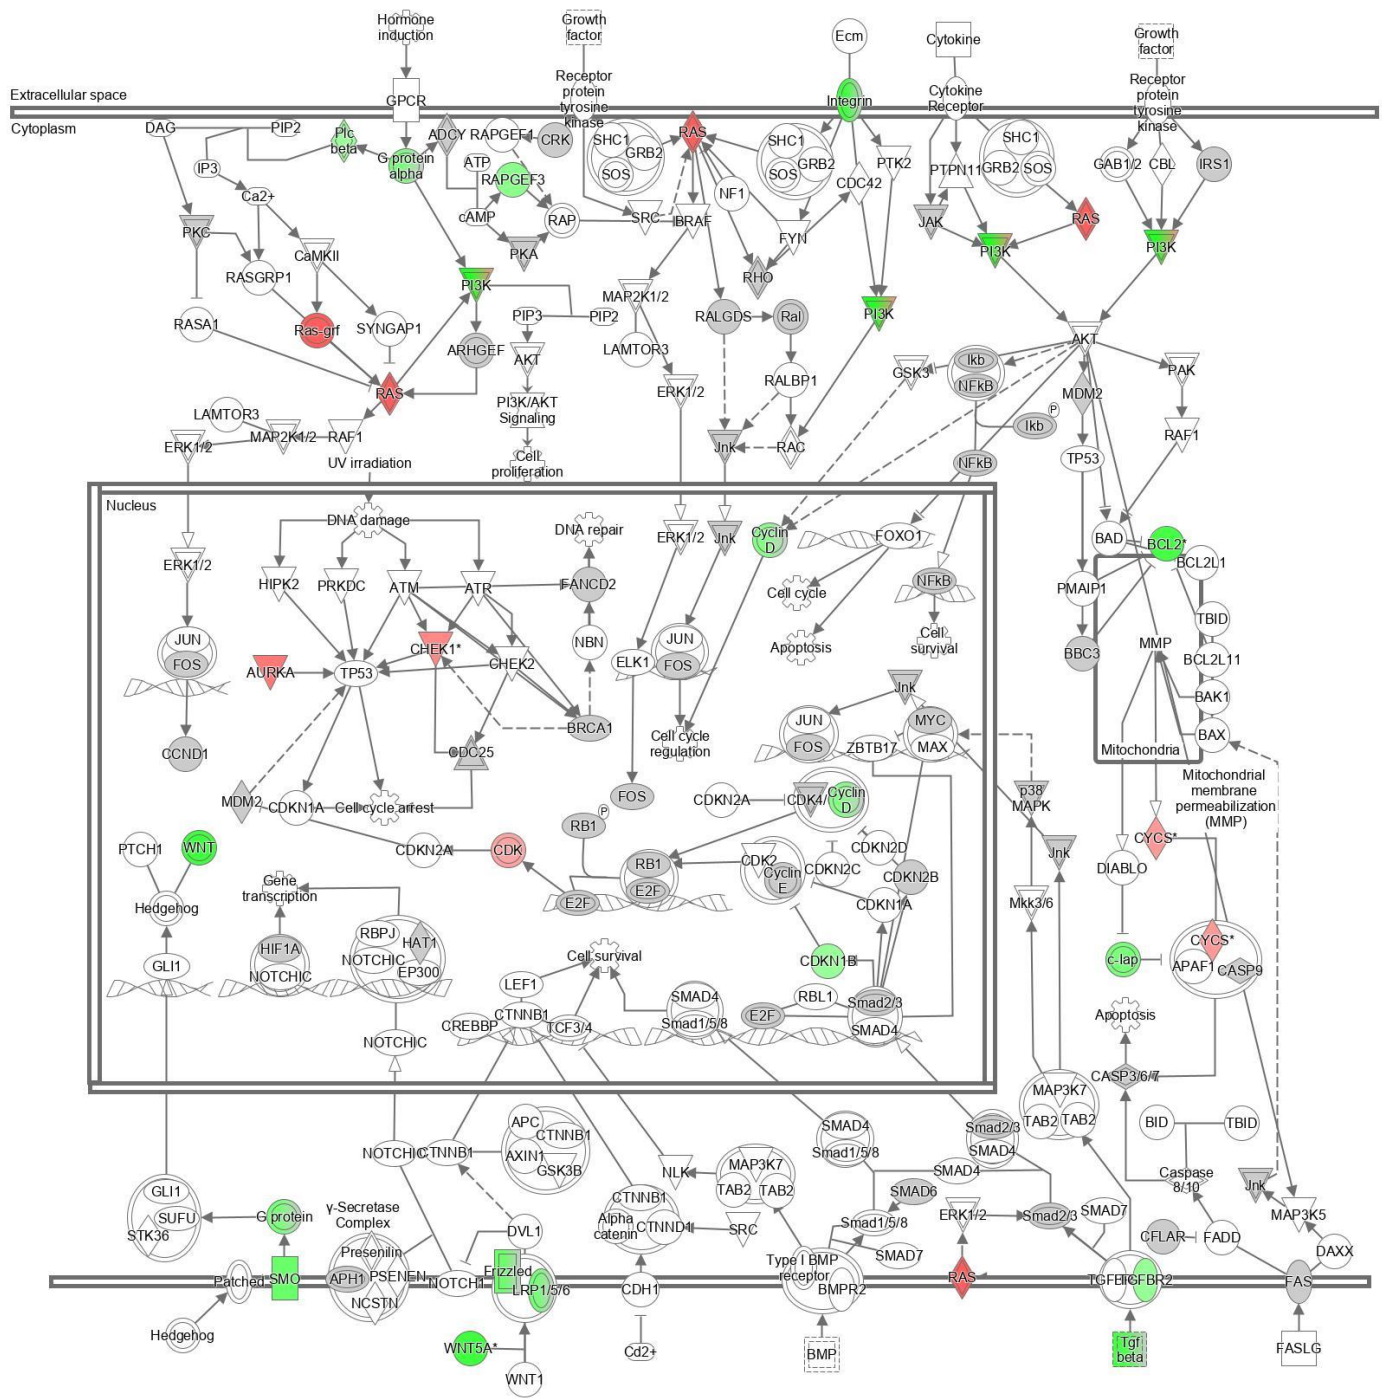 Hormone
induction
Growth
factor
Ecm
Cytokine
Growth
factor
Extracellular space
GPCR
Receptor
protein
tyrosine
kinase
Integrin
Cytokine
Receptor
Receptor
protein
tyrosine
kinase
Cytoplasm
DAG
PIP2
Plc
beta
G protein
alpha
ADCY
RAPGEF1
CRK
SHC1
GRB2
SOS
RAS
SHC1
GRB2
SOS
PTK2
CDC42
PTPN11
SHC1
GRB2
SOS
GAB1/2
CBL
IRS1
IP3
Ca2+
ATP
RAPGEF3
cAMP
RAP
SRC
BRAF
NF1
FYN
JAK
RAS
PKC
CaMKII
PKA
PI3K
PI3K
RASGRP1
PI3K
RHO
MAP2K1/2
RASA1
Ras-grf
SYNGAP1
PIP3
PIP2
RALGDS
Ral
PI3K
ARHGEF
AKT
LAMTOR3
AKT
RAS
ERK1/2
RALBP1
GSK3
Ikb
NFkB
MDM2
PAK
PI3K/AKT
Signaling
LAMTOR3
MAP2K1/2
RAF1
ERK1/2
Jnk
RAC
Ikb
P
RAF1
UV irradiation
Cell
proliferation
NFkB
TP53
Nucleus
DNA damage
DNA repair
ERK1/2
Jnk
Cyclin
D
FOXO1
BAD
BCL2*
BCL2L1
ERK1/2
HIPK2
PRKDC
ATM
ATR
FANCD2
Cell cycle
NFkB
PMAIP1
TBID
JUN
FOS
CHEK1*
NBN
JUN
FOS
Apoptosis
Cell
survival
MMP
BBC3
BCL2L11
AURKA
TP53
CHEK2
ELK1
Jnk
BAK1
BRCA1
Cell cycle
regulation
JUN
FOS
MYC
MAX
ZBTB17
BAX
CCND1
CDC25
Mitochondria
Mitochondrial
membrane
permeabilization
(MMP)
MDM2
CDKN1A
Cell cycle arrest
FOS
CDKN2A
CDK4/
Cyclin
D
p38
MAPK
RB1
P
CYCS*
PTCH1
WNT
CDKN2A
CDK
RB1
E2F
CDK2
Cyclin
E
CDKN2D
CDKN2C
CDKN2B
Jnk
DIABLO
Gene
transcription
Hedgehog
E2F
CDKN1A
Mkk3/6
RBPJ
NOTCHIC
HAT1
EP300
HIF1A
NOTCHIC
GLI1
Cell survival
CDKN1B
c-Iap
CYCS*
APAF1
CASP9
LEF1
CTNNB1
CREBBP
TCF3/4
SMAD4
Smad1/5/8
E2F
RBL1
Smad2/3
SMAD4
Apoptosis
NOTCHIC
CASP3/6/7
MAP3K7
TAB2
TAB2
APC
CTNNB1
AXIN1
GSK3B
NOTCHIC
CTNNB1
SMAD4
Smad1/5/8
Smad2/3
SMAD4
BID
TBID
NLK
MAP3K7
TAB2
TAB2
SMAD4
Caspase
8/10
Jnk
GLI1
SUFU
STK36
G protein
γ-Secretase
Complex
Presenilin
APH1
PSENEN
NCSTN
CTNNB1
Alpha
catenin
CTNND1
SRC
SMAD6
Smad1/5/8
SMAD7
ERK1/2
Smad2/3
SMAD7
MAP3K5
CFLAR
FADD
DAXX
DVL1
Type I BMP
receptor
BMPR2
Patched
SMO
NOTCH1
Frizzled
LRP1/5/6
CDH1
RAS
TGFBR2
FAS
Hedgehog
WNT5A*
WNT1
Cd2+
BMP
Tgf
beta
FASLG